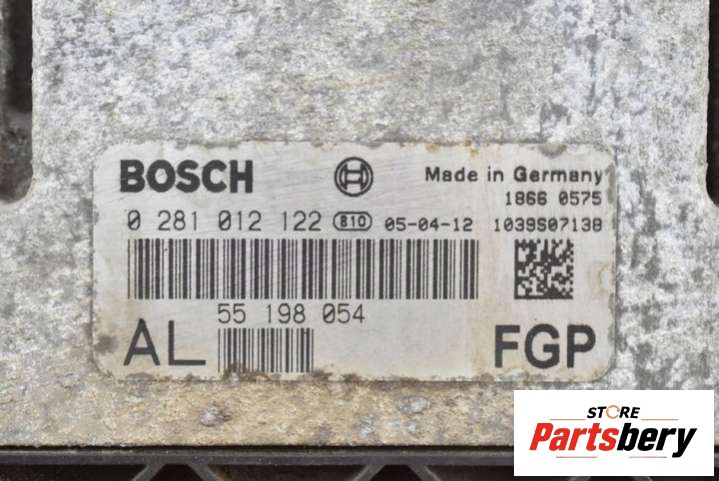 BOSCH Made in Germany
1866 0575
0 281 012 122 810 05-04-12 1039S07138
55 198 054
AL FGP
STORE
Partsbery